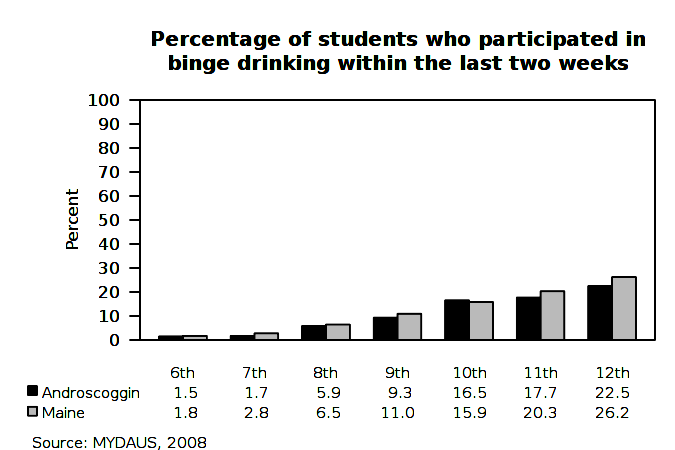 Percentage of students who participated in
binge drinking within the last two weeks
100
90
80
70
60
50
40
30
20
10
0
Percent
6th 7th 8th 9th 10th 11th 12th
Androscoggin 1.5 1.7 5.9 9.3 16.5 17.7 22.5
Maine 1.8 2.8 6.5 11.0 15.9 20.3 26.2
Source: MYDAUS, 2008